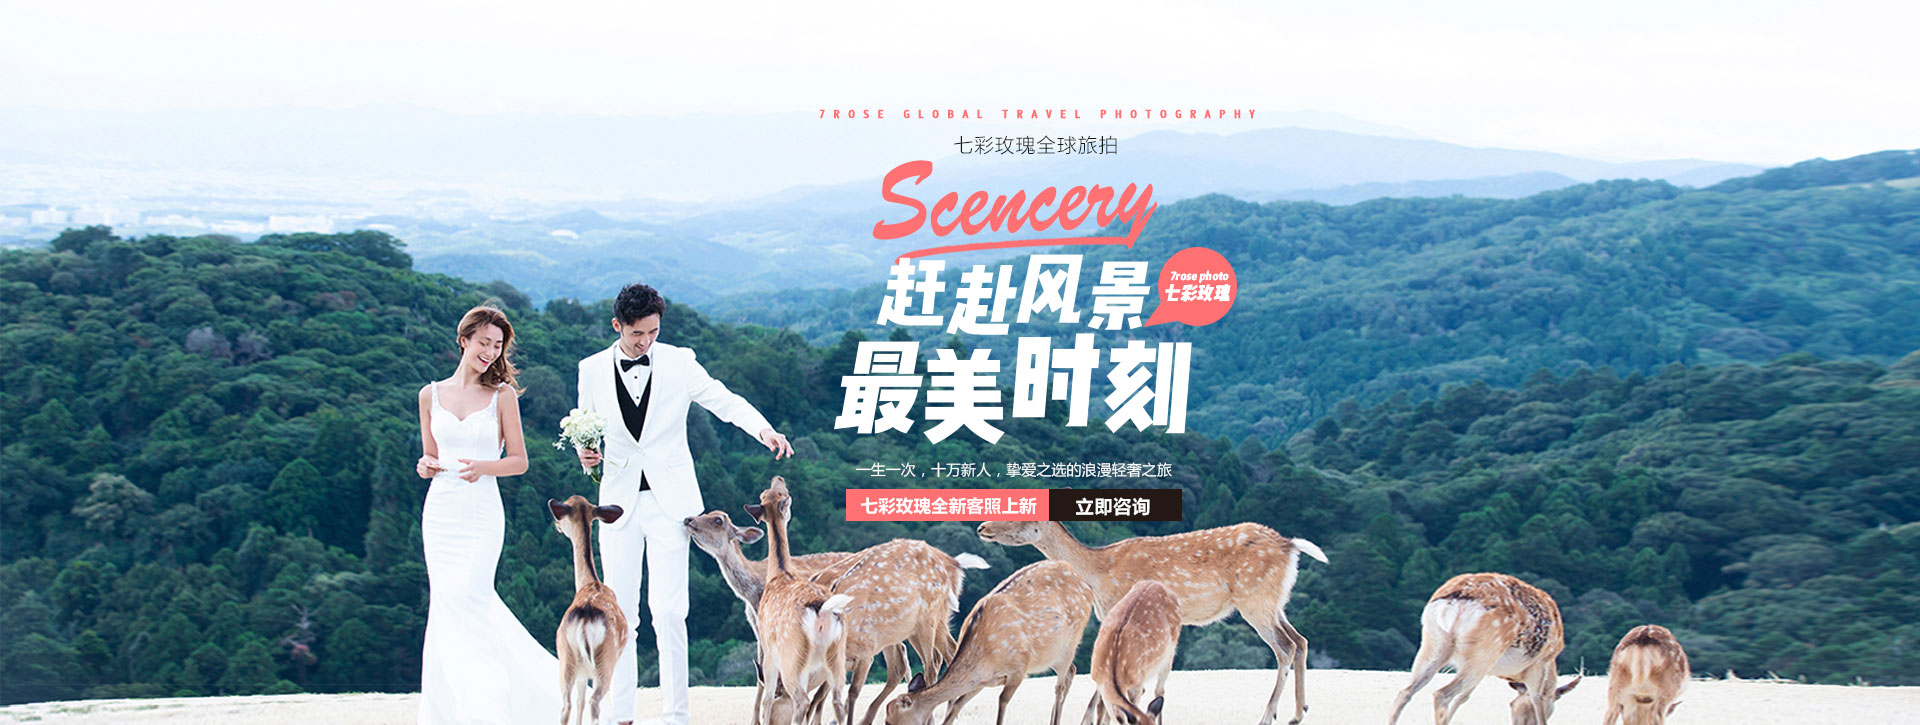 7ROSE GLOBAL TRAVEL PHOTOGRAPHY
七彩玫瑰全球旅拍
Scencery
赶赴风景
7rose photo
七彩玫瑰
最美时刻
一生一次，十万新人，挚爱之选的浪漫轻奢之旅
七彩玫瑰全新客照上新 立即咨询